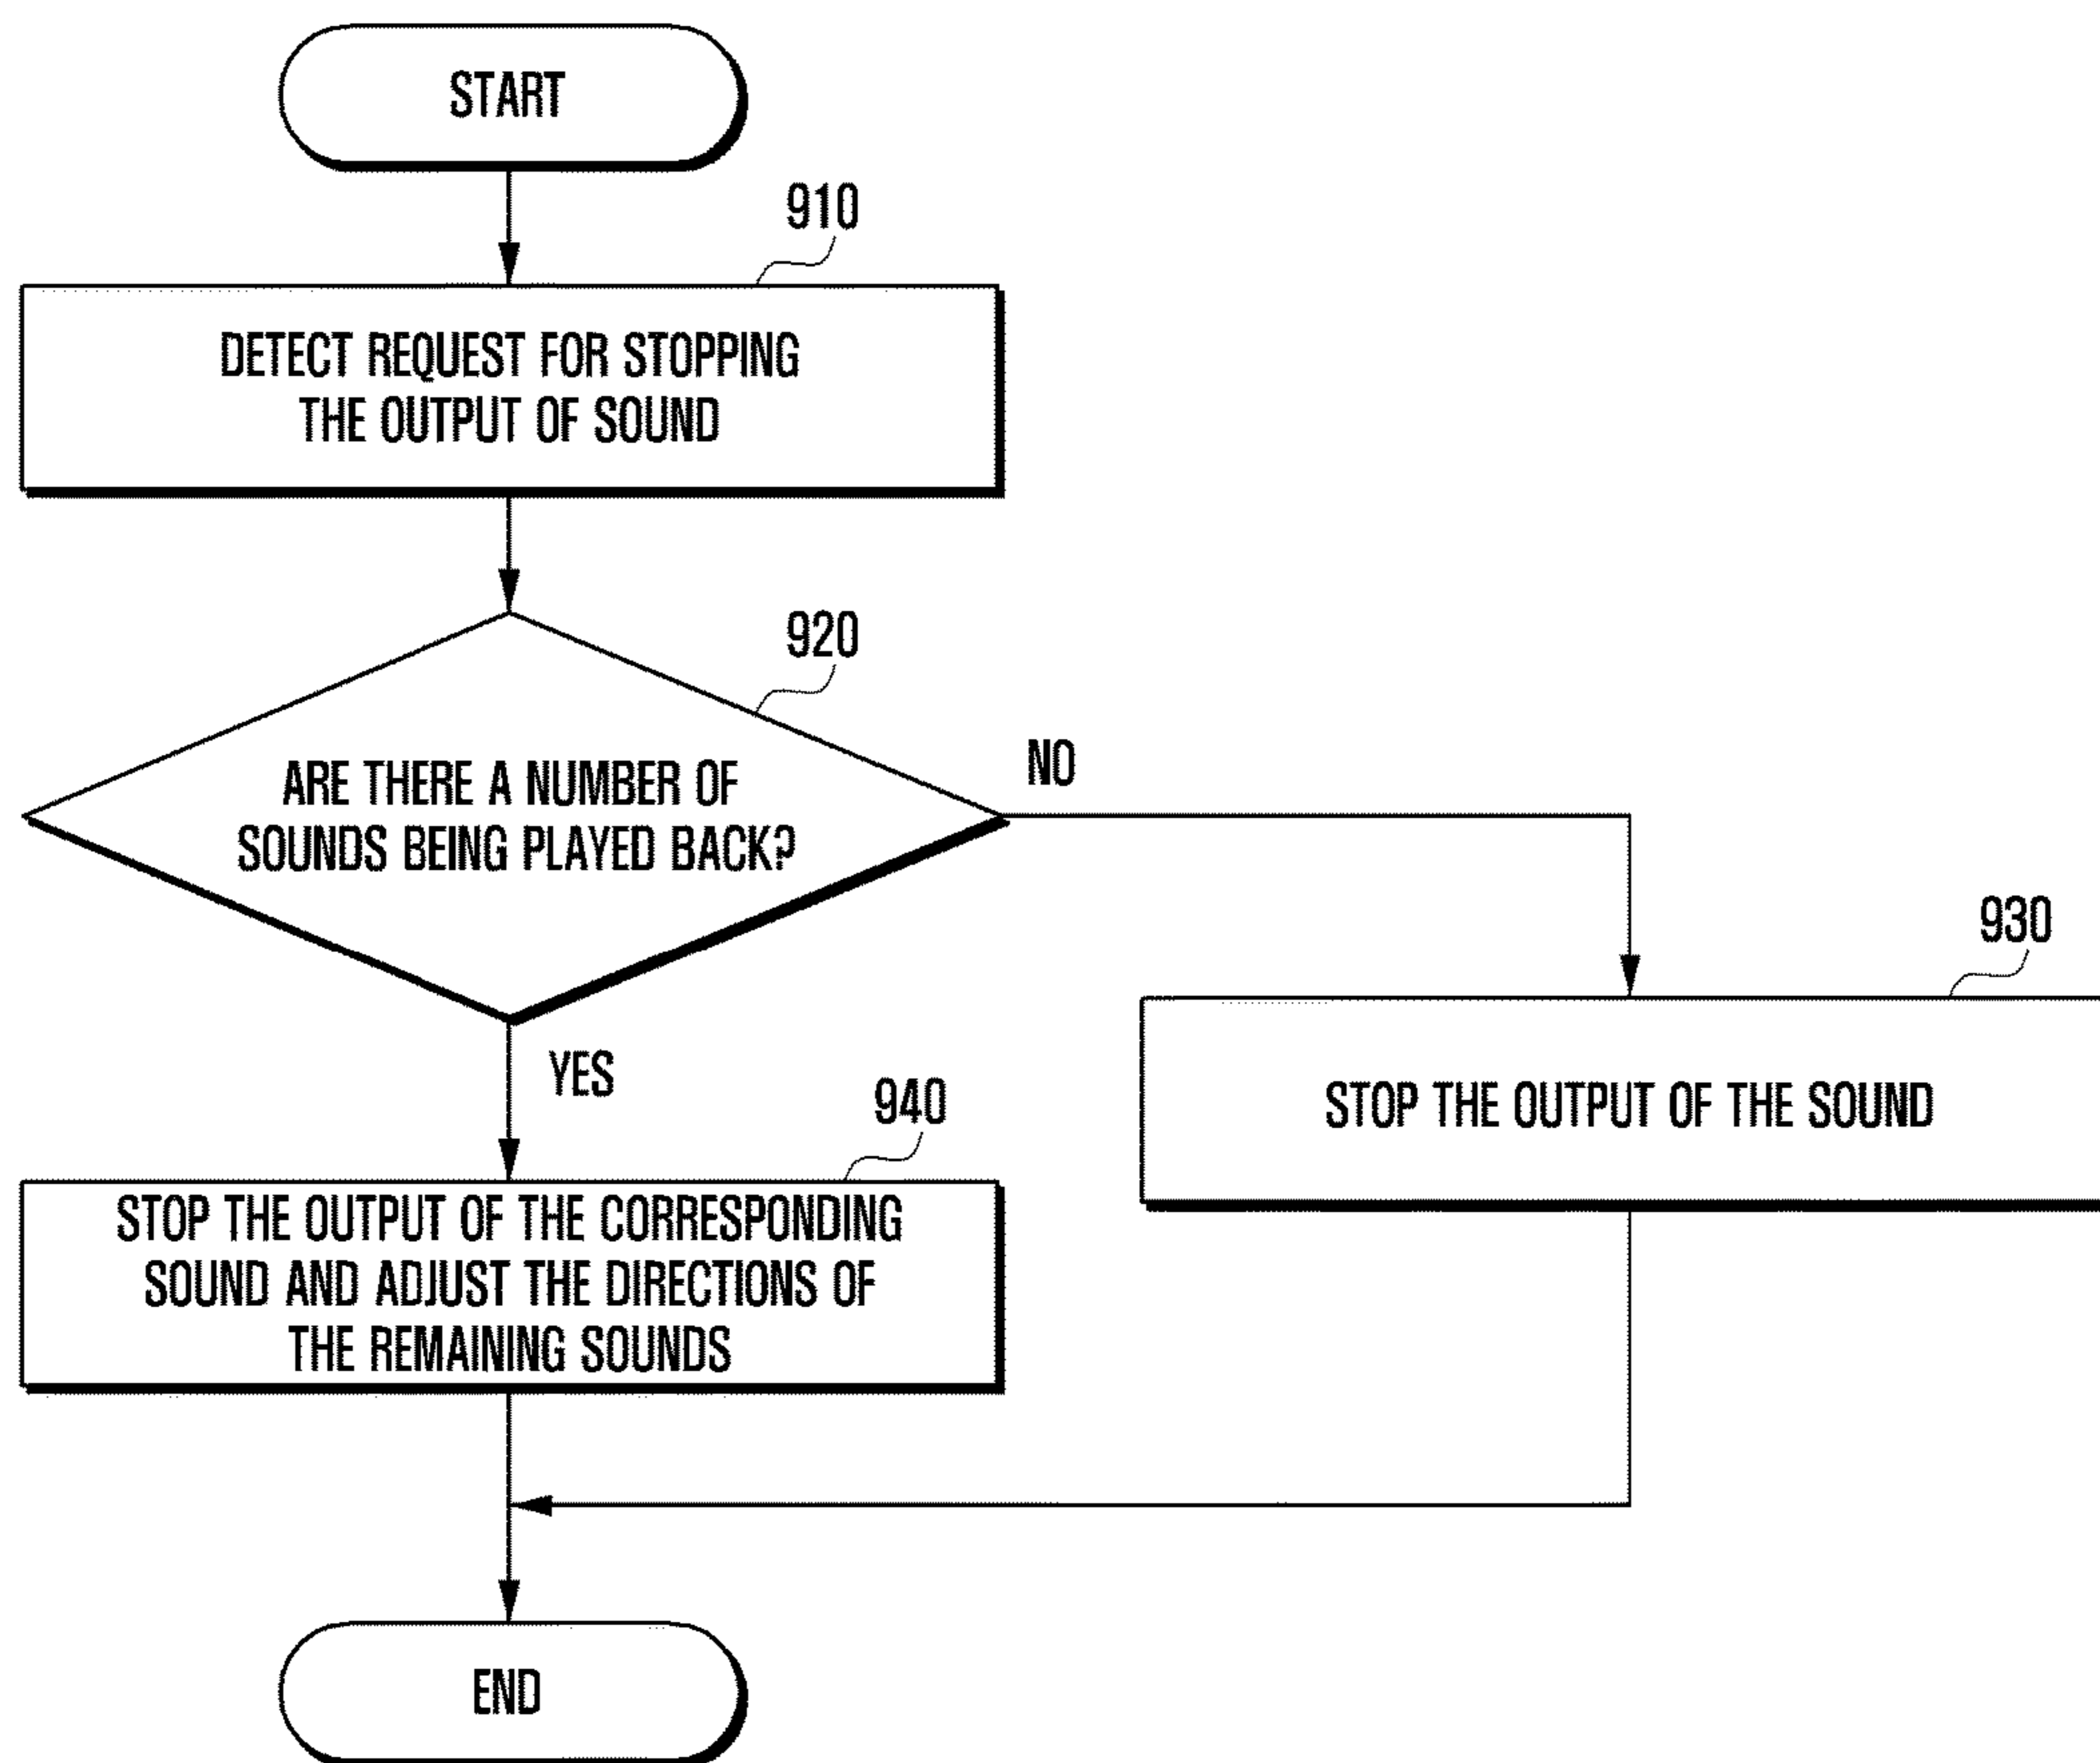 START
910
DETECT REQUEST FOR STOPPING
THE OUTPUT OF SOUND
920
ARE THERE A NUMBER OF
SOUNDS BEING PLAYED BACK?
NO
930
STOP THE OUTPUT OF THE SOUND
YES
940
STOP THE OUTPUT OF THE CORRESPONDING
SOUND AND ADJUST THE DIRECTIONS OF
THE REMAINING SOUNDS
END